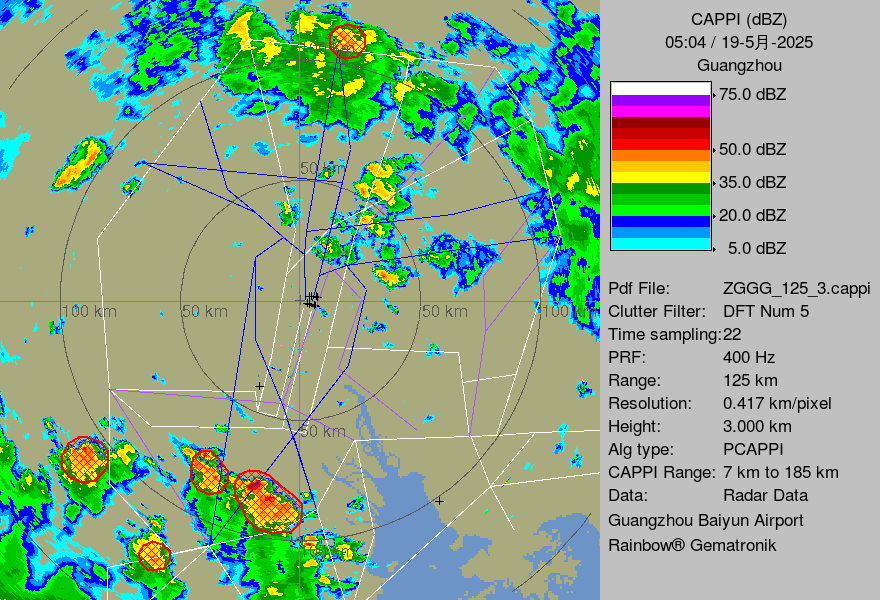 CAPPI (dBZ)
05:04 / 19-5月-2025
Guangzhou
75.0 dBZ
50.0 dBZ
35.0 dBZ
20.0 dBZ
5.0 dBZ
Pdf File: ZGGG_125_3.cappi
Clutter Filter: DFT Num 5
Time sampling:22
PRF: 400 Hz
Range: 125 km
Resolution: 0.417 km/pixel
Height: 3.000 km
Alg type: PCAPPI
CAPPI Range: 7 km to 185 km
Data: Radar Data
Guangzhou Baiyun Airport
Rainbow® Gematronik
50 km
100 km
50 km
50 km
100
50 km